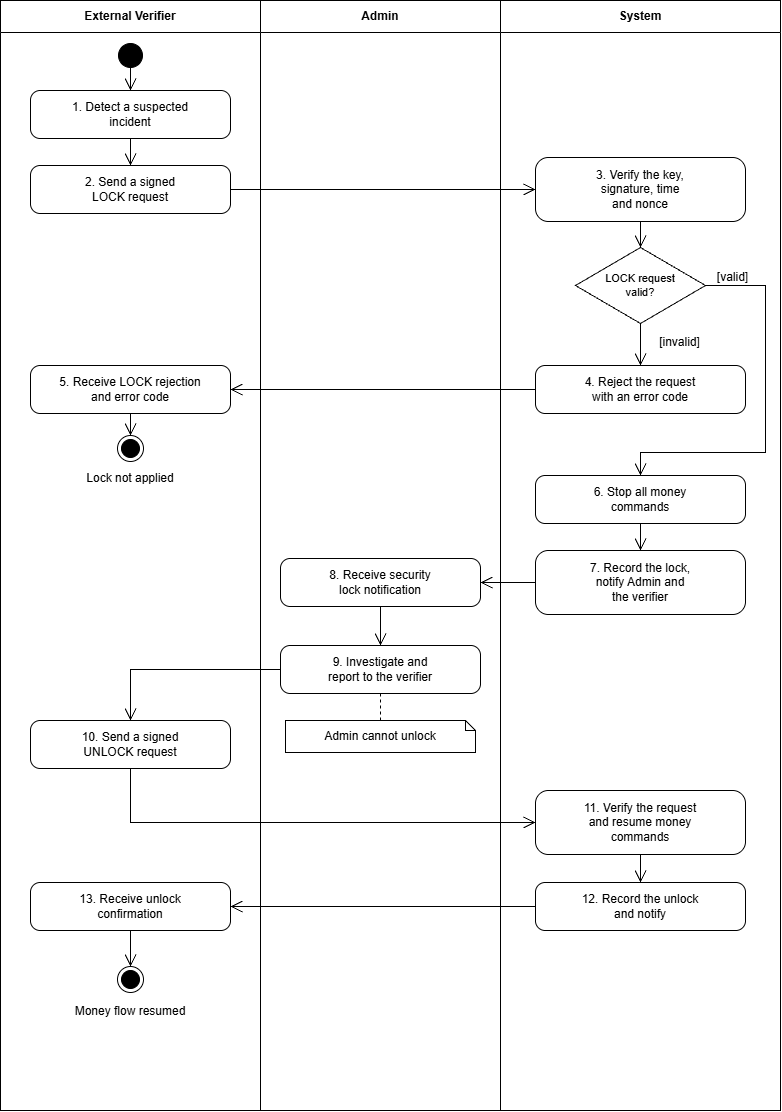 External Verifier
Admin
System
1. Detect a suspected
incident
2. Send a signed
LOCK request
3. Verify the key,
signature, time
and nonce
LOCK request
valid?
[valid]
[invalid]
4. Reject the request
with an error code
5. Receive LOCK rejection
and error code
Lock not applied
6. Stop all money
commands
7. Record the lock,
notify Admin and
the verifier
8. Receive security
lock notification
9. Investigate and
report to the verifier
Admin cannot unlock
10. Send a signed
UNLOCK request
11. Verify the request
and resume money
commands
12. Record the unlock
and notify
13. Receive unlock
confirmation
Money flow resumed